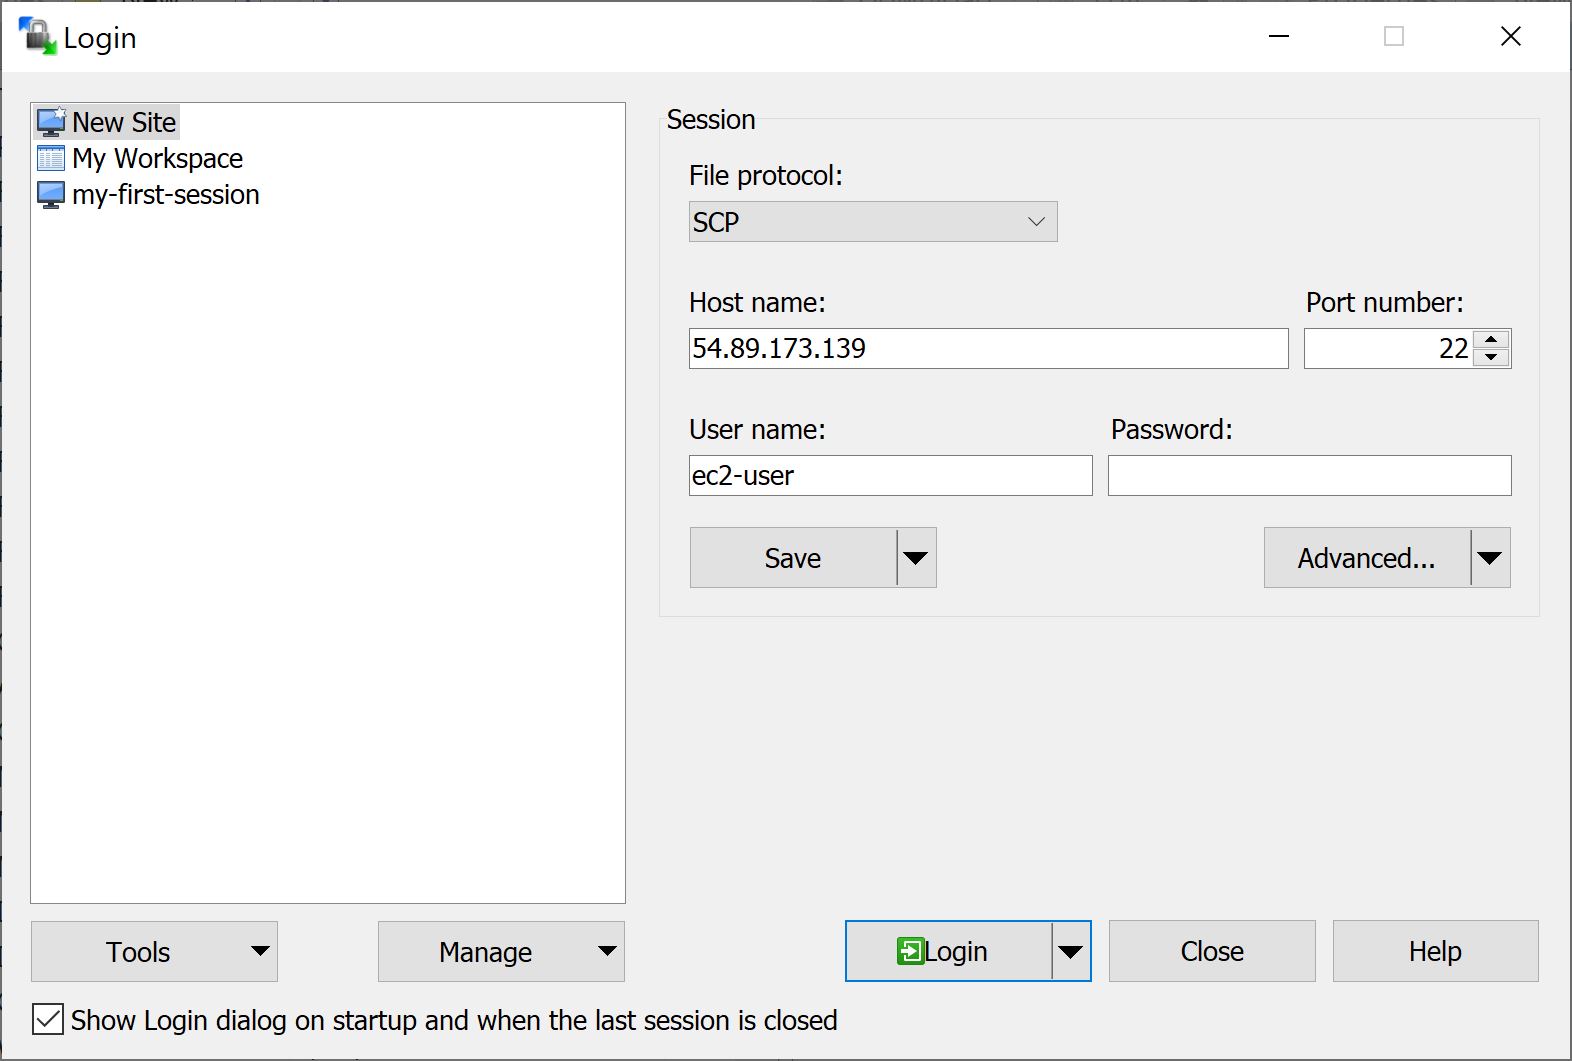 Login
New Site
My Workspace
my-first-session
Session
File protocol:
SCP
Host name:
Port number:
54.89.173.139
22
User name:
Password:
ec2-user
Save
Advanced...
Tools
Manage
Login
Close
Help
Show Login dialog on startup and when the last session is closed